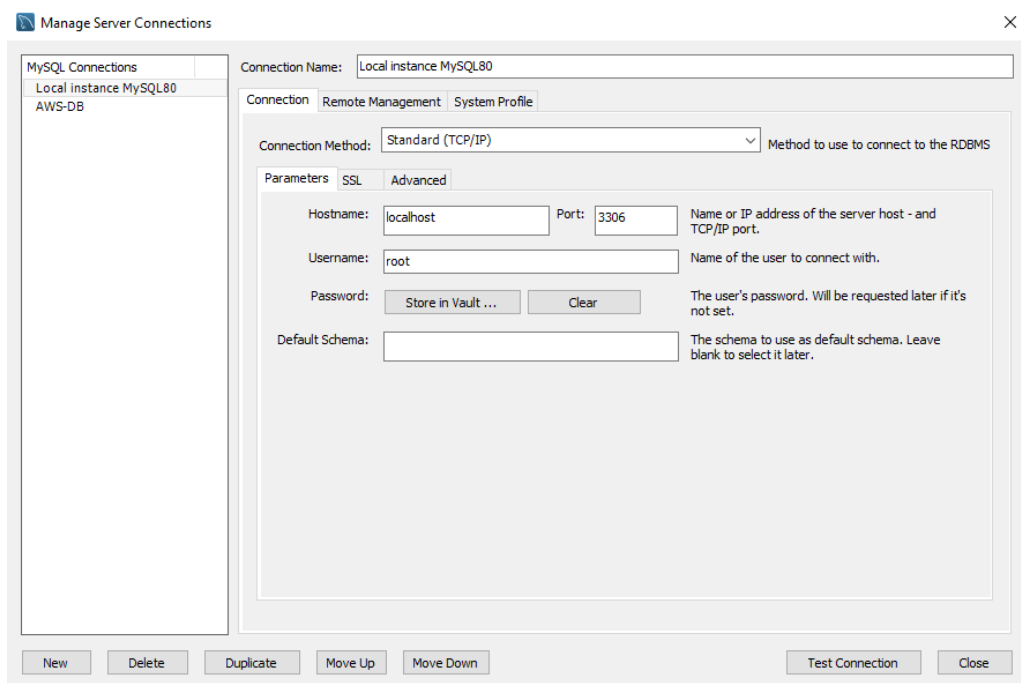 Manage Server Connections
MySQL Connections
Local instance MySQL80
AWS-DB
Connection Name: Local instance MySQL80
Connection Remote Management System Profile
Connection Method: Standard (TCP/IP) Method to use to connect to the RDBMS
Parameters SSL Advanced
Hostname: localhost Port: 3306 Name or IP address of the server host - and
TCP/IP port.
Username: root Name of the user to connect with.
Password: Store in Vault ... Clear The user's password. Will be requested later if it's
not set.
Default Schema: The schema to use as default schema. Leave
blank to select it later.
New Delete Duplicate Move Up Move Down Test Connection Close